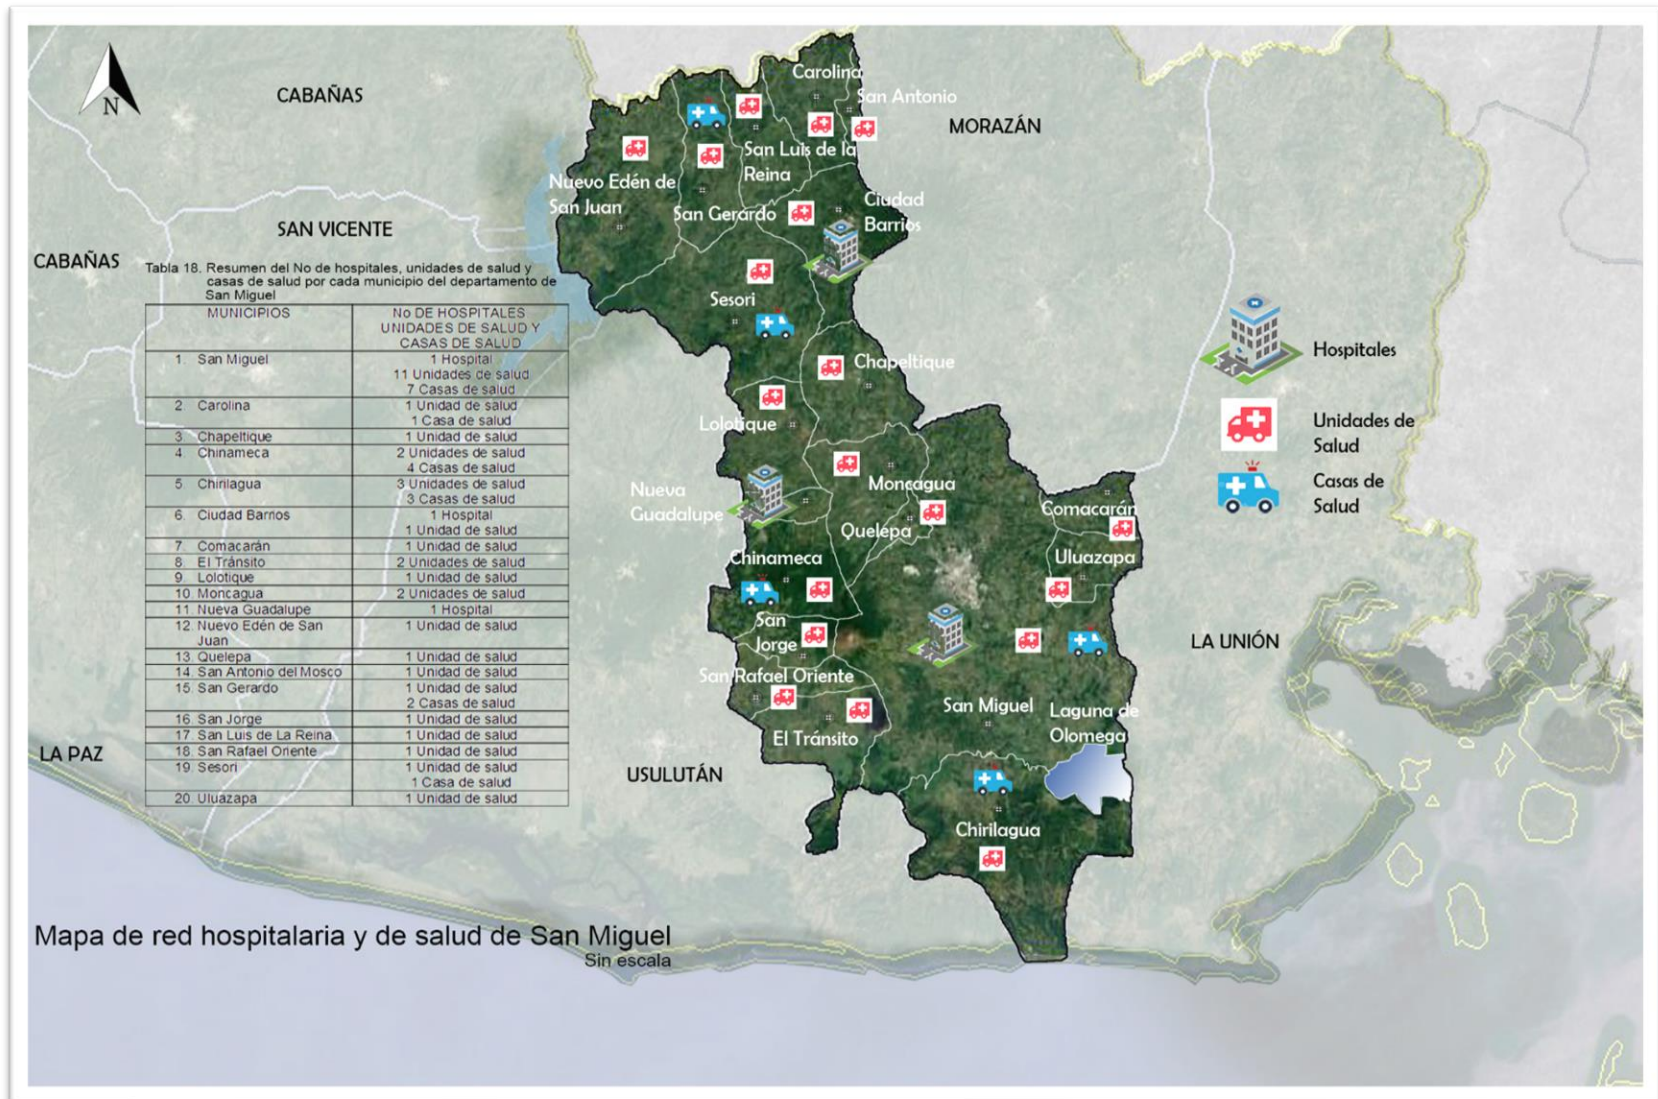 N
CABAÑAS
MORAZÁN
SAN VICENTE
CABAÑAS
LA PAZ
USULUTÁN
LA UNIÓN
Tabla 18. Resumen del No de hospitales, unidades de salud y
casas de salud por cada municipio del departamento de
San Miguel
MUNICIPIOS
No DE HOSPITALES
UNIDADES DE SALUD Y
CASAS DE SALUD
1. San Miguel
1 Hospital
11 Unidades de salud
7 Casas de salud
2. Carolina
1 Unidad de salud
1 Casa de salud
3. Chapeltique
1 Unidad de salud
4. Chinameca
2 Unidades de salud
4 Casas de salud
5. Chirilagua
3 Unidades de salud
3 Casas de salud
6. Ciudad Barrios
1 Hospital
1 Unidad de salud
7. Comacarán
1 Unidad de salud
8. El Tránsito
2 Unidades de salud
9. Lolotique
1 Unidad de salud
10. Moncagua
2 Unidades de salud
11. Nueva Guadalupe
1 Hospital
12. Nuevo Edén de San
Juan
1 Unidad de salud
13. Quelepa
1 Unidad de salud
14. San Antonio del Mosco
1 Unidad de salud
15. San Gerardo
1 Unidad de salud
2 Casas de salud
16. San Jorge
1 Unidad de salud
17. San Luis de La Reina
1 Unidad de salud
18. San Rafael Oriente
1 Unidad de salud
19. Sesori
1 Unidad de salud
1 Casa de salud
20. Uluazapa
1 Unidad de salud
Carolina
San Antonio
San Luis de la
Reina
Nuevo Edén de
San Juan
San Gerardo
Ciudad
Barrios
Sesori
Chapeltique
Lolotique
Nueva
Guadalupe
Moncagua
Quelepa
Comacarán
Uluazapa
Chinameca
San
Jorge
San Rafael Oriente
El Tránsito
San Miguel
Laguna de
Olomega
Chirilagua
Hospitales
Unidades de
Salud
Casas de
Salud
Mapa de red hospitalaria y de salud de San Miguel
Sin escala